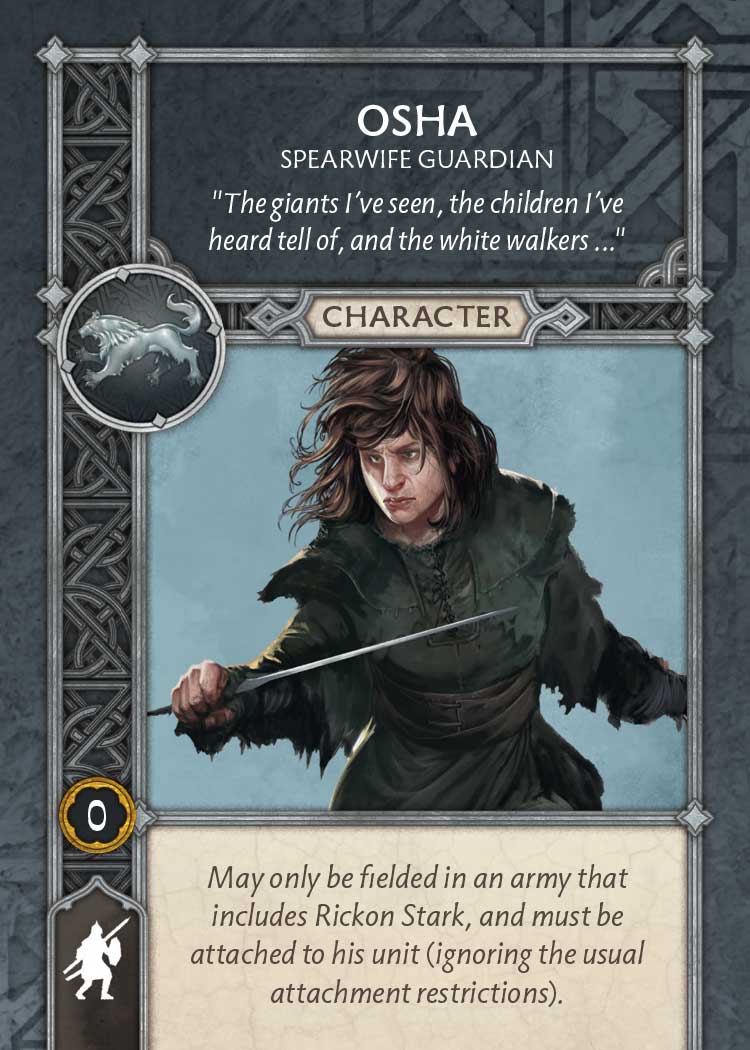 OSHA
SPEARWIFE GUARDIAN
"The giants I've seen, the children I've
heard tell of, and the white walkers ..."
CHARACTER
0
May only be fielded in an army that
includes Rickon Stark, and must be
attached to his unit (ignoring the usual
attachment restrictions).